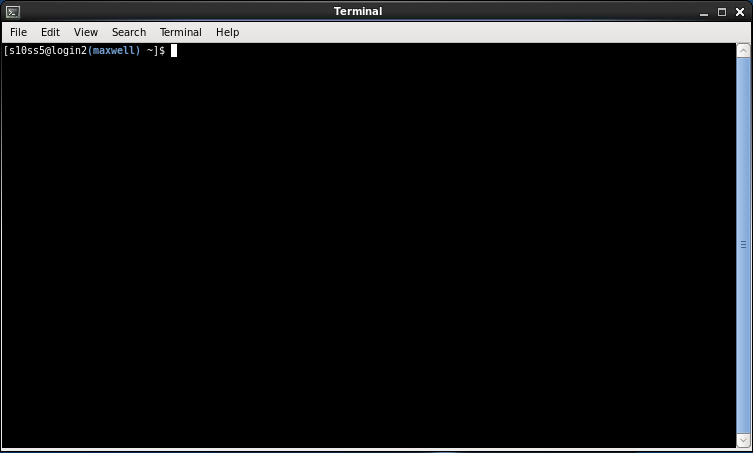 Terminal
File Edit View Search Terminal Help
[s10ss5@login2(maxwell) ~]$